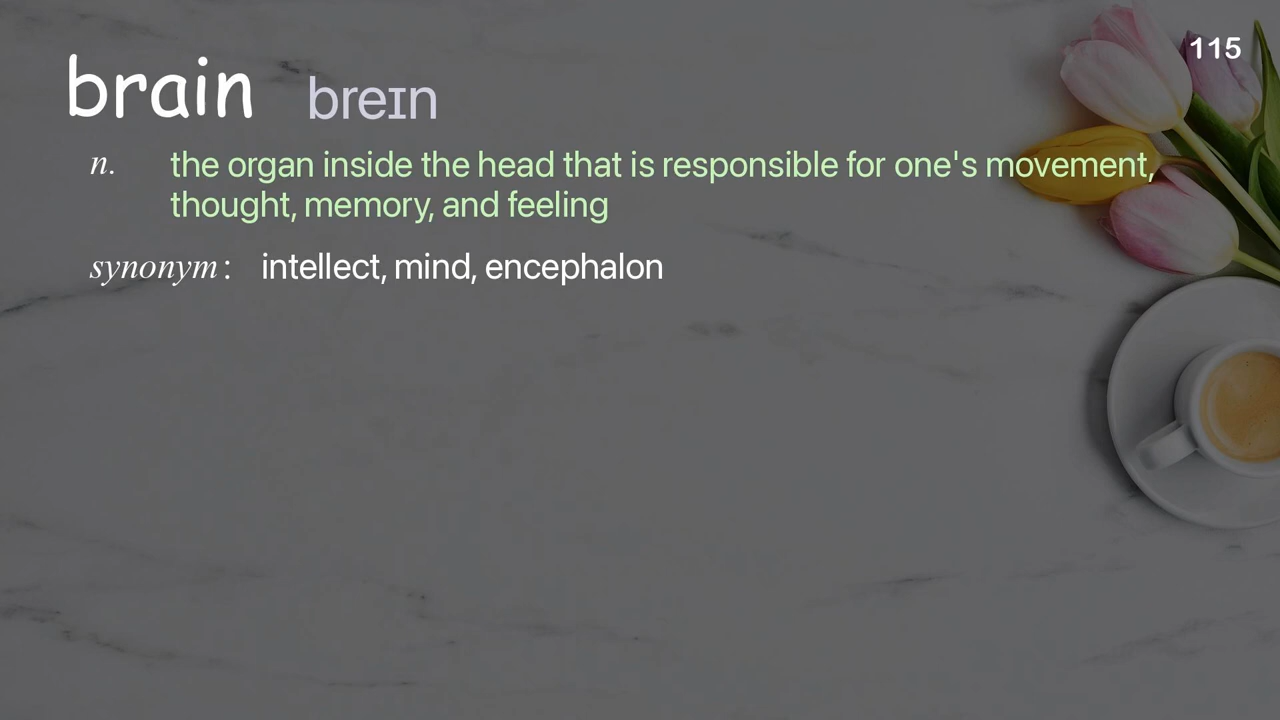 115
brain breɪn
n. the organ inside the head that is responsible for one's movement,
thought, memory, and feeling
synonym: intellect, mind, encephalon